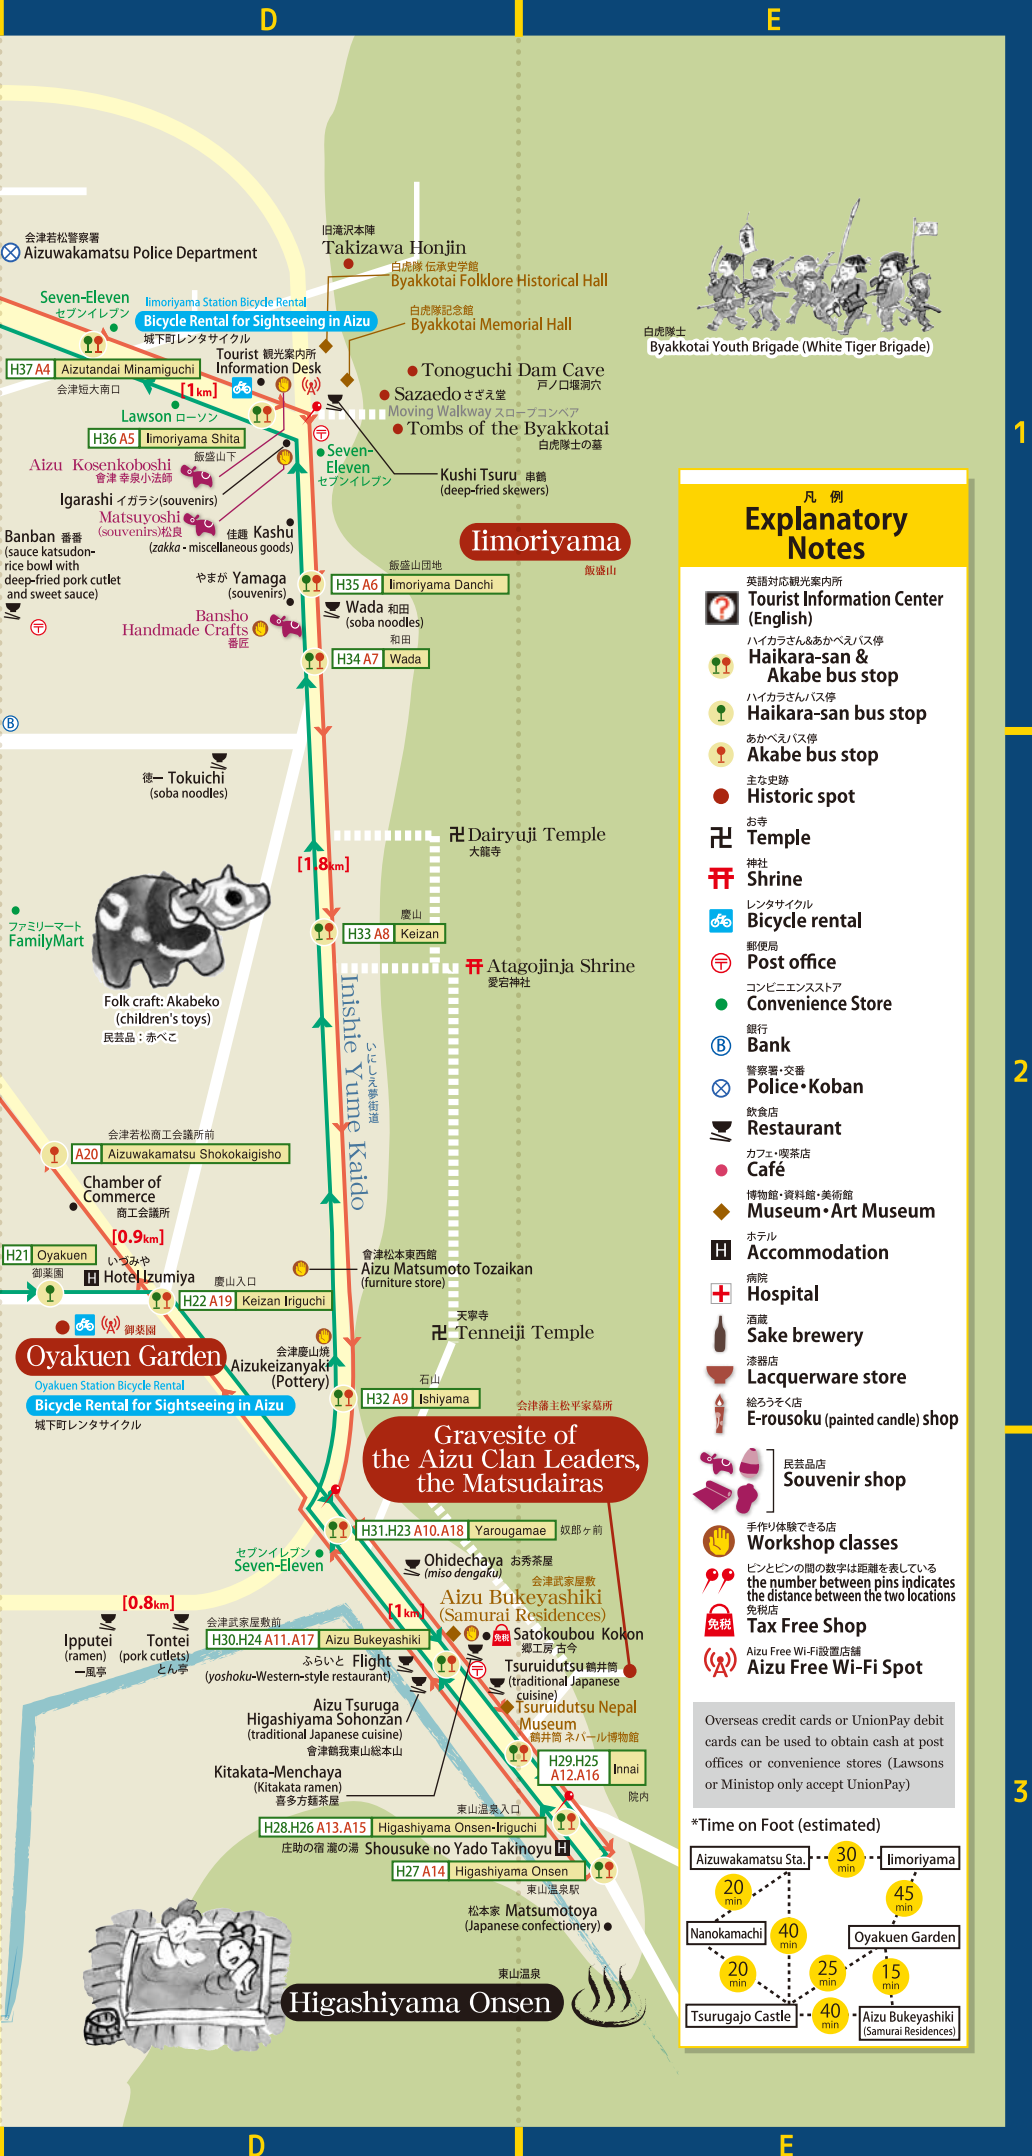 D
E
会津若松警察署
Aizuwakamatsu Police Department
旧滝沢本陣
Takizawa Honjin
白虎隊 伝承史学館
Byakkotai Folklore Historical Hall
Seven-Eleven
セブンイレブン
Iimoriyama Station Bicycle Rental
Bicycle Rental for Sightseeing in Aizu
城下町レンタサイクル
白虎隊記念館
Byakkotai Memorial Hall
白虎隊士
Byakkotai Youth Brigade (White Tiger Brigade)
Tourist 観光案内所
Information Desk
H37 A4 Aizutandai Minamiguchi
会津短大南口
[1km]
Tonoguchi Dam Cave
戸ノ口堰洞穴
Sazaedo さざえ堂
Moving Walkway スロープコンベア
Tombs of the Byakkotai
白虎隊士の墓
Lawson ローソン
H36 A5 Iimoriyama Shita
飯盛山下
Seven-
Eleven
セブンイレブン
Aizu Kosenkoboshi
會津 幸泉小法師
Kushi Tsuru 串鶴
(deep-fried skewers)
Igarashi イガラシ(souvenirs)
Matsuyoshi
(souvenirs)松良
佳趣 Kashu
(zakka - miscellaneous goods)
Banban 番番
(sauce katsudon-
rice bowl with
deep-fried pork cutlet
and sweet sauce)
Iimoriyama
飯盛山
飯盛山団地
H35 A6 Iimoriyama Danchi
やまが Yamaga
(souvenirs)
Wada 和田
(soba noodles)
Bansho
Handmade Crafts
番匠
和田
H34 A7 Wada
B
徳一 Tokuichi
(soba noodles)
卍 Dairyuji Temple
大龍寺
[1.8km]
慶山
H33 A8 Keizan
ファミリーマート
FamilyMart
Atagojinja Shrine
愛宕神社
Folk craft: Akabeko
(children's toys)
民芸品：赤べこ
Inishie Yume Kaido
いにしえ夢街道
会津若松商工会議所前
A20 Aizuwakamatsu Shokokaigisho
Chamber of
Commerce
商工会議所
[0.9km]
H21 Oyakuen
御薬園
いづみや
H Hotel Izumiya
慶山入口
H22 A19 Keizan Iriguchi
會津松本東西館
Aizu Matsumoto Tozaikan
(furniture store)
天寧寺
卍 Tenneiji Temple
御薬園
Oyakuen Garden
Oyakuen Station Bicycle Rental
Bicycle Rental for Sightseeing in Aizu
城下町レンタサイクル
会津慶山焼
Aizukeizanyaki
(Pottery)
石山
H32 A9 Ishiyama
会津藩主松平家墓所
Gravesite of
the Aizu Clan Leaders,
the Matsudairas
H31.H23 A10.A18 Yarougamae 奴郎ヶ前
セブンイレブン
Seven-Eleven
Ohidechaya お秀茶屋
(miso dengaku)
会津武家屋敷
Aizu Bukeyashiki
(Samurai Residences)
[0.8km]
[1km]
Ipputei
(ramen)
一風亭
Tontei
(pork cutlets)
とん亭
会津武家屋敷前
H30.H24 A11.A17 Aizu Bukeyashiki
免税 Satokoubou Kokon
郷工房 古今
ふらいと Flight
(yoshoku-Western-style restaurant)
Tsuruidutsu 鶴井筒
(traditional Japanese
cuisine)
Aizu Tsuruga
Higashiyama Sohonzan
(traditional Japanese cuisine)
會津鶴我東山総本山
Tsuruidutsu Nepal
Museum
鶴井筒 ネパール博物館
Kitakata-Menchaya
(Kitakata ramen)
喜多方麺茶屋
H29.H25
A12.A16 Innai
院内
東山温泉入口
H28.H26 A13.A15 Higashiyama Onsen-Iriguchi
庄助の宿 瀧の湯 Shousuke no Yado Takinoyu H
H27 A14 Higashiyama Onsen
東山温泉駅
松本家 Matsumotoya
(Japanese confectionery)
東山温泉
Higashiyama Onsen
凡例
Explanatory
Notes
英語対応観光案内所
? Tourist Information Center
(English)
ハイカラさん&あかべえバス停
Haikara-san &
Akabe bus stop
ハイカラさんバス停
Haikara-san bus stop
あかべえバス停
Akabe bus stop
主な史跡
Historic spot
お寺
卍 Temple
神社
Shrine
レンタサイクル
Bicycle rental
郵便局
Post office
コンビニエンスストア
Convenience Store
銀行
B Bank
警察署・交番
Police・Koban
飲食店
Restaurant
カフェ・喫茶店
Café
博物館・資料館・美術館
Museum・Art Museum
ホテル
H Accommodation
病院
Hospital
酒蔵
Sake brewery
漆器店
Lacquerware store
絵ろうそく店
E-rousoku (painted candle) shop
民芸品店
Souvenir shop
手作り体験できる店
Workshop classes
ピンとピンの間の数字は距離を表している
the number between pins indicates
the distance between the two locations
免税店
免税 Tax Free Shop
Aizu Free Wi-Fi設置店舗
Aizu Free Wi-Fi Spot
Overseas credit cards or UnionPay debit
cards can be used to obtain cash at post
offices or convenience stores (Lawsons
or Ministop only accept UnionPay)
*Time on Foot (estimated)
Aizuwakamatsu Sta.
30 min
Iimoriyama
20 min
45 min
Nanokamachi
40 min
Oyakuen Garden
20 min
25 min
15 min
Tsurugajo Castle
40 min
Aizu Bukeyashiki
(Samurai Residences)
1
2
3
D
E